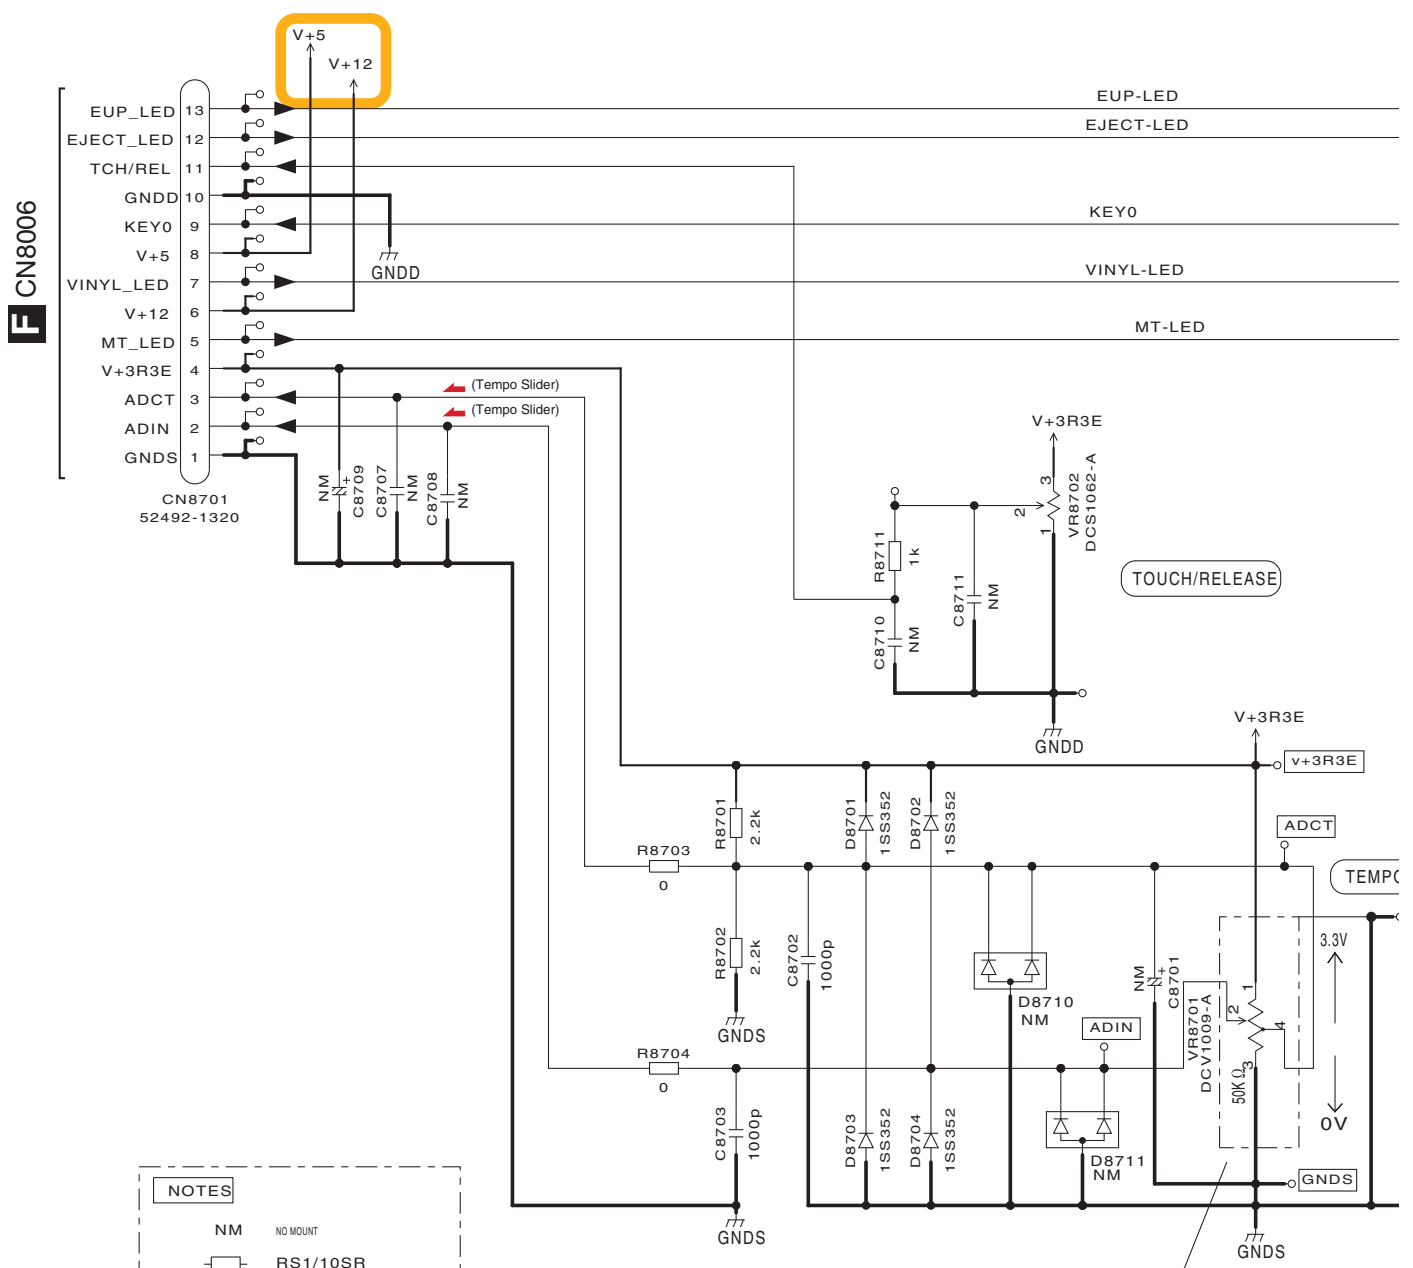 V+5
V+12
EUP_LED 13
EUP-LED
EJECT_LED 12
EJECT-LED
TCH/REL 11
GNDD 10
KEY0 9
KEY0
V+5 8
GNDD
VINYL_LED 7
VINYL-LED
V+12 6
MT_LED 5
MT-LED
V+3R3E 4
ADCT 3
(Tempo Slider)
ADIN 2
(Tempo Slider)
GNDS 1
F CN8006
CN8701
52492-1320
NM
+
C8709
C8707
NM
C8708
NM
V+3R3E
3
2
1
VR8702
DCS1062-A
R8711
1k
C8711
NM
C8710
NM
TOUCH/RELEASE
GNDD
V+3R3E
v+3R3E
R8701
2.2k
D8701
1SS352
D8702
1SS352
ADCT
R8703
0
TEMPO
R8702
2.2k
C8702
1000p
D8710
NM
NM
+
C8701
3.3V
1
2
4
3
VR8701
DCV1009-A
50KΩ
0V
GNDS
ADIN
R8704
0
C8703
1000p
D8703
1SS352
D8704
1SS352
D8711
NM
GNDS
GNDS
GNDS
NOTES
NM NO MOUNT
RS1/10SR